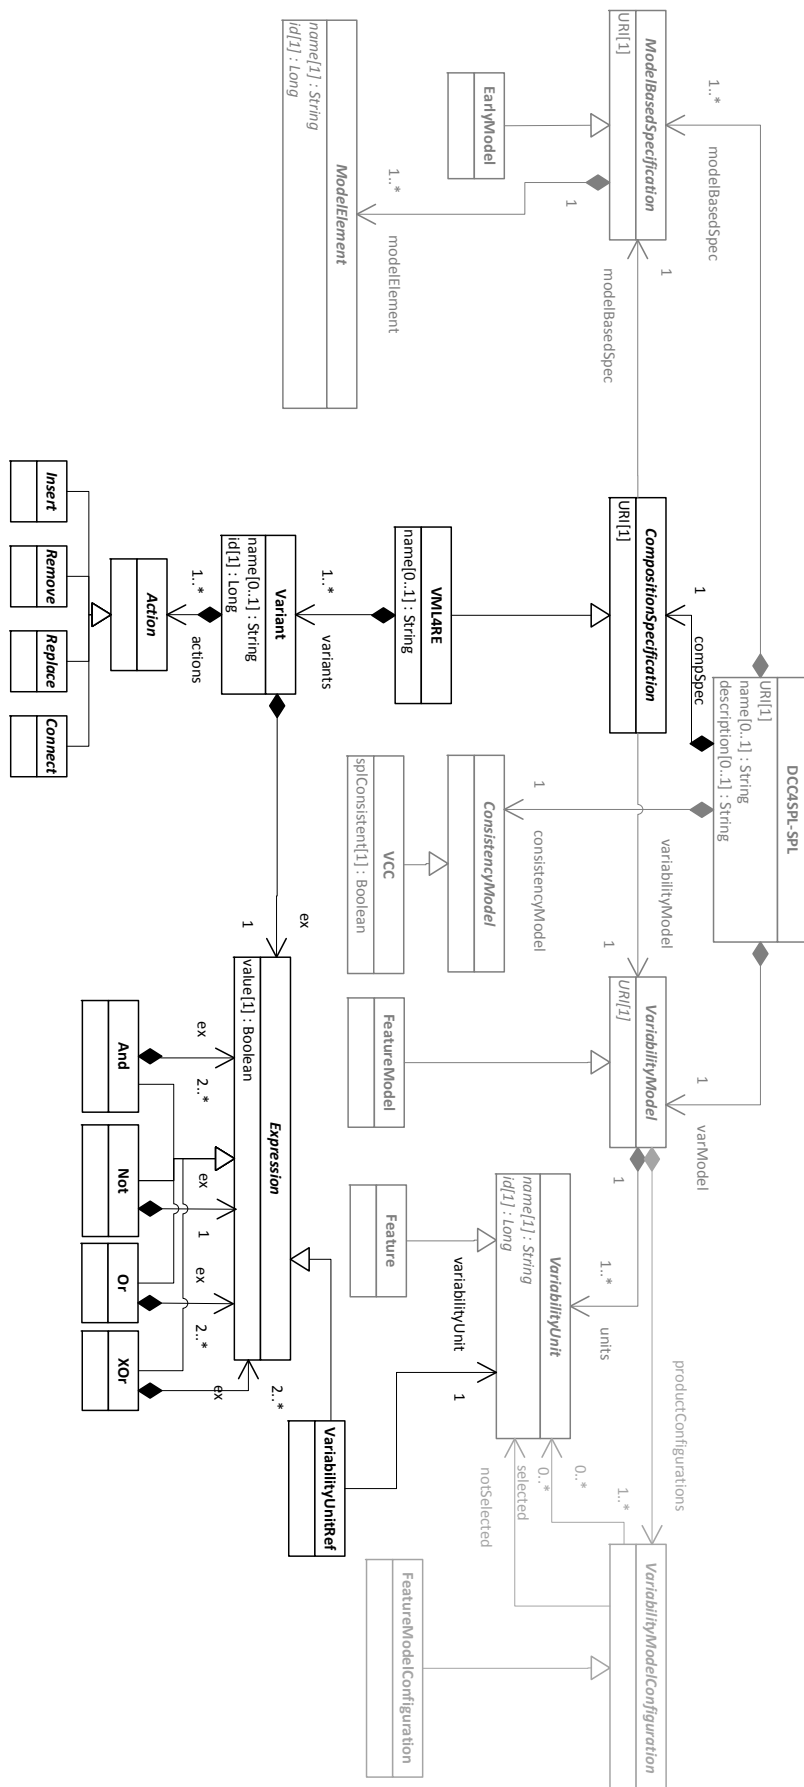 DCC4SPL-SPL
URI[1]
name[0..1] : String
description[0..1] : String
1..*
modelBasedSpec
1
compSpec
1
consistencyModel
1
varModel
ModelBasedSpecification
URI[1]
1
modelBasedSpec
CompositionSpecification
URI[1]
variabilityModel
1
VariabilityModel
URI[1]
productConfigurations
1..*
VariabilityModelConfiguration
EarlyModel
1
1..*
modelElement
ModelElement
name[1] : String
id[1] : Long
VML4RE
name[0..1] : String
ConsistencyModel
VCC
splConsistent[1] : Boolean
FeatureModel
1
1..*
units
VariabilityUnit
name[1] : String
id[1] : Long
0..*
0..*
selected
notSelected
Feature
variabilityUnit
1
FeatureModelConfiguration
1..*
variants
Variant
name[0..1] : String
id[1] : Long
ex
1
Expression
value[1] : Boolean
VariabilityUnitRef
1..*
actions
Action
Insert
Remove
Replace
Connect
ex
2..*
ex
1
ex
2..*
ex
2..*
And
Not
Or
XOr